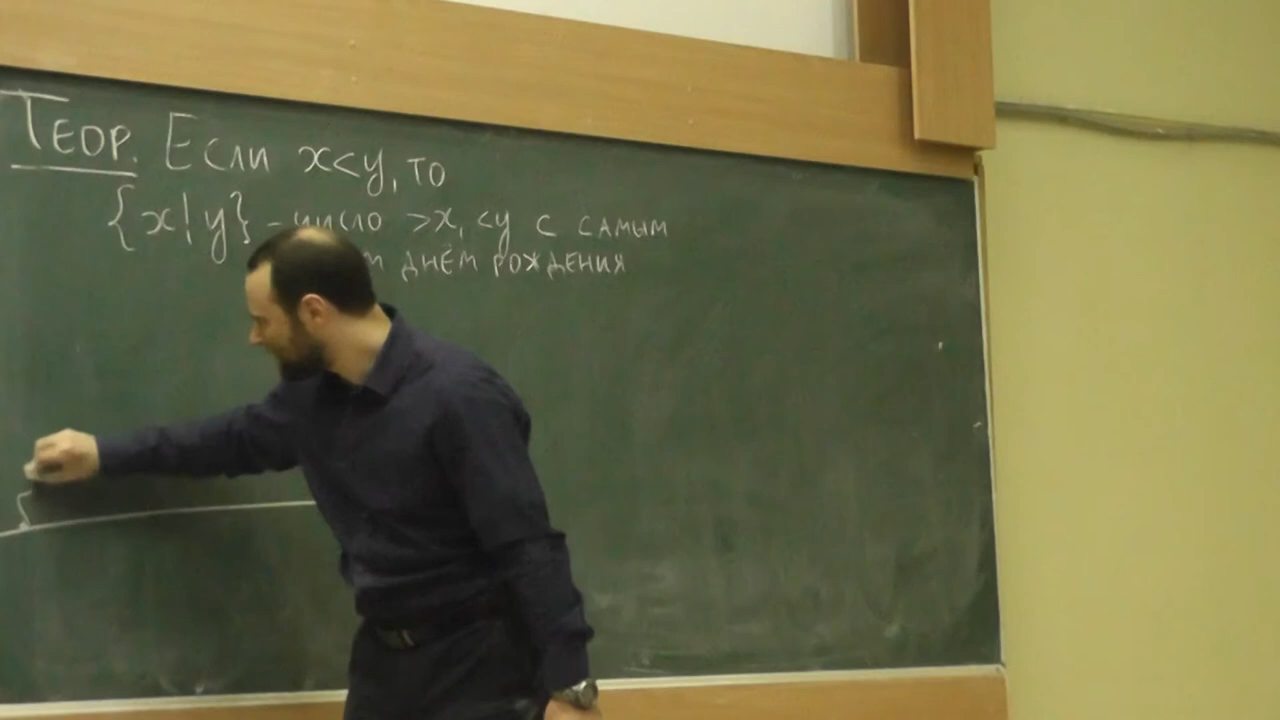 Теор. Если x<y, то
{x|y} - число >x, <y с самым
днём рождения